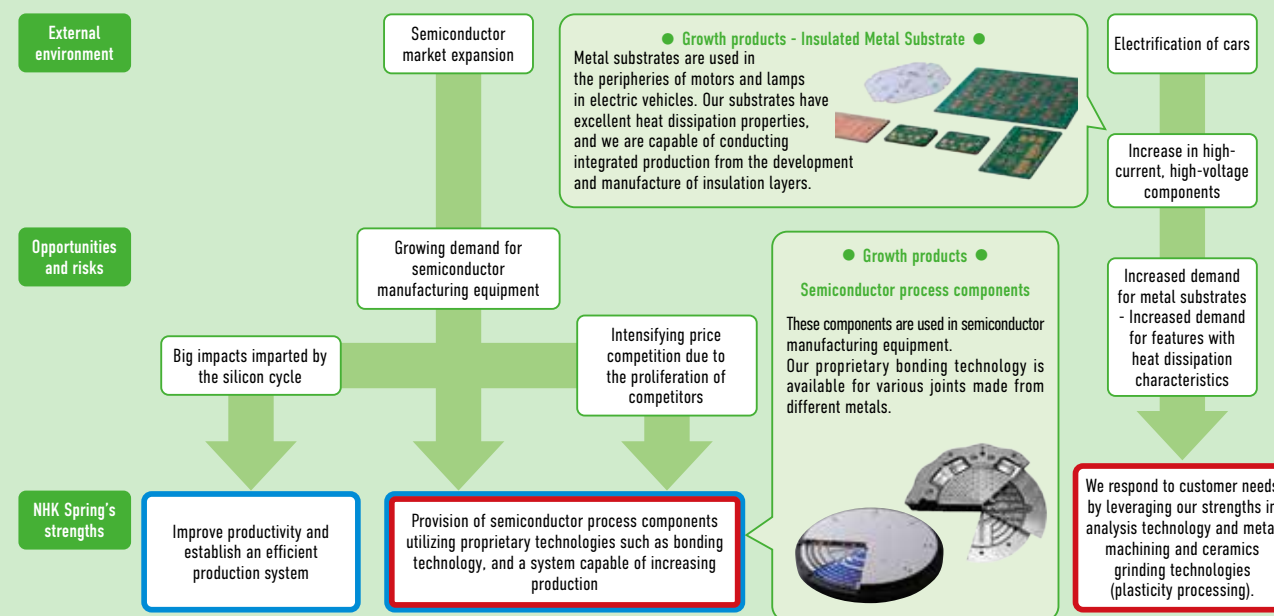 External
environment
Semiconductor
market expansion
● Growth products - Insulated Metal Substrate ●
Metal substrates are used in
the peripheries of motors and lamps
in electric vehicles. Our substrates have
excellent heat dissipation properties,
and we are capable of conducting
integrated production from the development
and manufacture of insulation layers.
Electrification of cars
Increase in high-
current, high-voltage
components
Opportunities
and risks
Growing demand for
semiconductor
manufacturing equipment
Big impacts imparted by
the silicon cycle
Intensifying price
competition due to
the proliferation of
competitors
● Growth products ●
Semiconductor process components
These components are used in semiconductor
manufacturing equipment.
Our proprietary bonding technology is
available for various joints made from
different metals.
Increased demand
for metal substrates
- Increased demand
for features with
heat dissipation
characteristics
NHK Spring's
strengths
Improve productivity and
establish an efficient
production system
Provision of semiconductor process components
utilizing proprietary technologies such as bonding
technology, and a system capable of increasing
production
We respond to customer needs
by leveraging our strengths in
analysis technology and metal
machining and ceramics
grinding technologies
(plasticity processing).